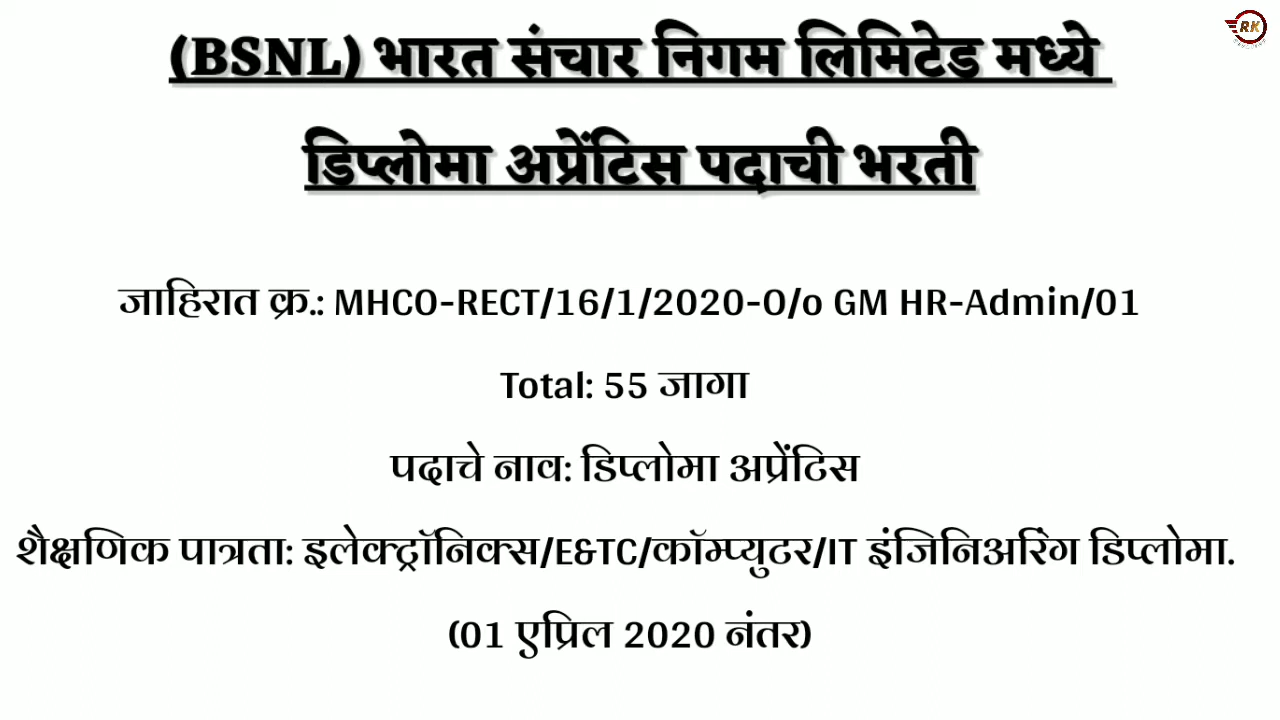 (BSNL) भारत संचार निगम लिमिटेड मध्ये
डिप्लोमा अप्रेंटिस पदाची भरती
जाहिरात क्र.: MHCO-RECT/16/1/2020-O/o GM HR-Admin/01
Total: 55 जागा
पदाचे नाव: डिप्लोमा अप्रेंटिस
शैक्षणिक पात्रता: इलेक्ट्रॉनिक्स/E&TC/कॉम्प्युटर/IT इंजिनिअरिंग डिप्लोमा.
(01 एप्रिल 2020 नंतर)
RK